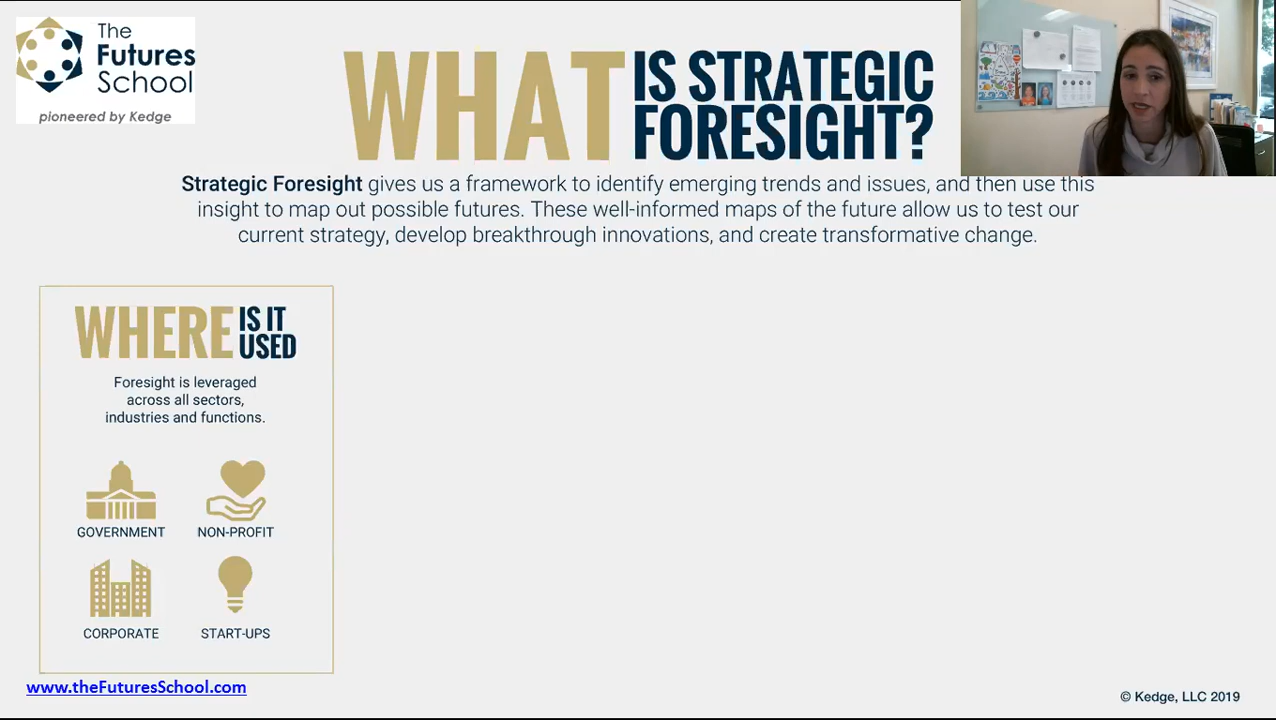 The
Futures
School
pioneered by Kedge
WHAT IS STRATEGIC
FORESIGHT?
Strategic Foresight gives us a framework to identify emerging trends and issues, and then use this
insight to map out possible futures. These well-informed maps of the future allow us to test our
current strategy, develop breakthrough innovations, and create transformative change.
WHERE IS IT
USED
Foresight is leveraged
across all sectors,
industries and functions.
GOVERNMENT
NON-PROFIT
CORPORATE
START-UPS
www.theFuturesSchool.com
© Kedge, LLC 2019